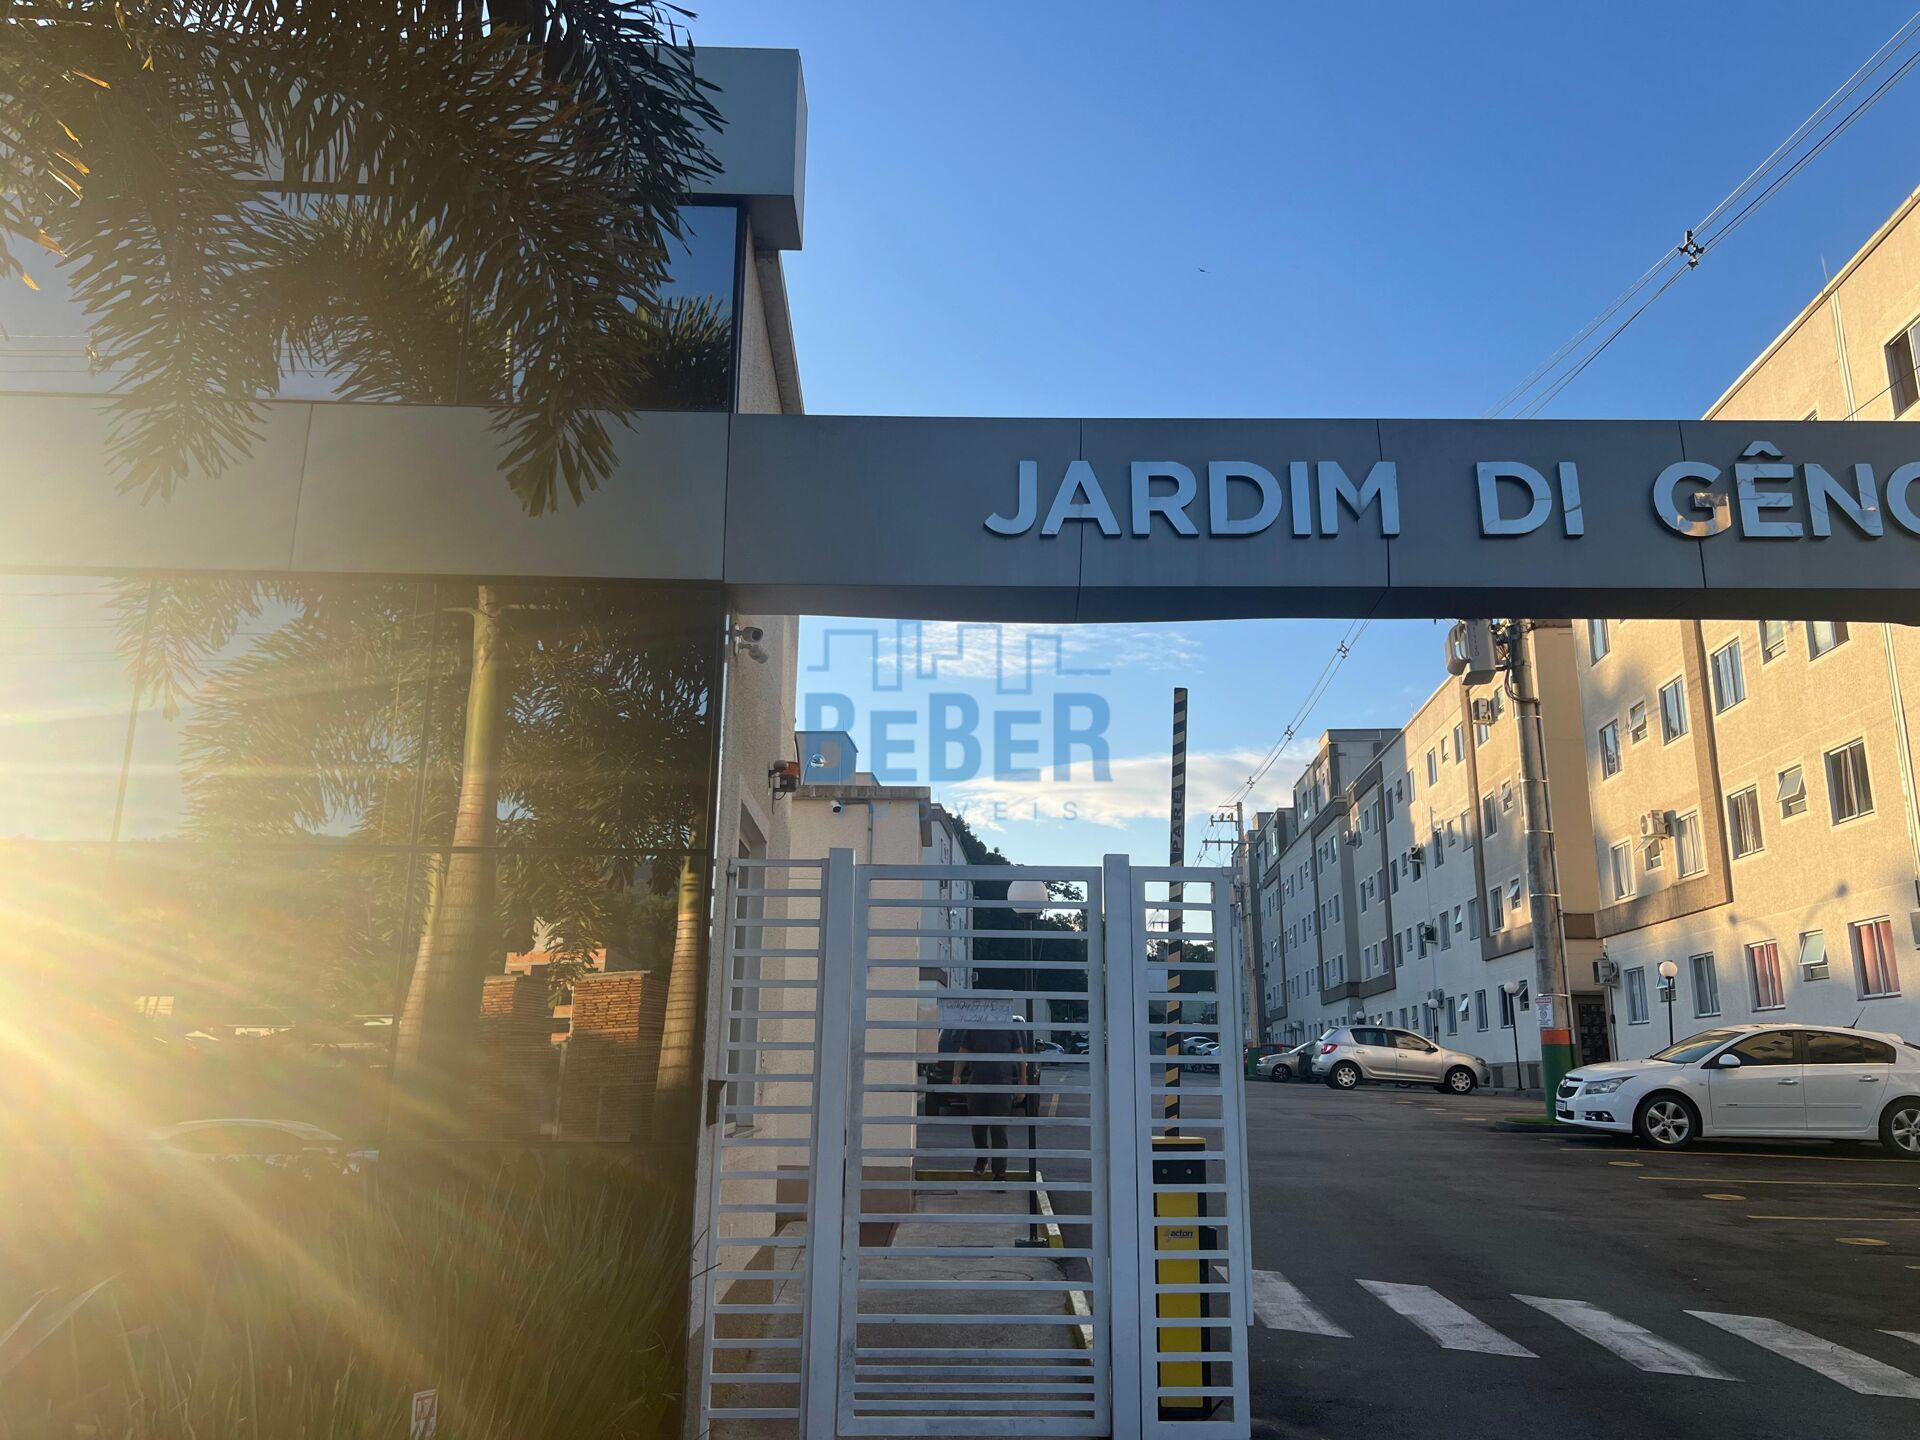 JARDIM DI GÊNO
BEBER
IMÓVEIS
PARE
acton